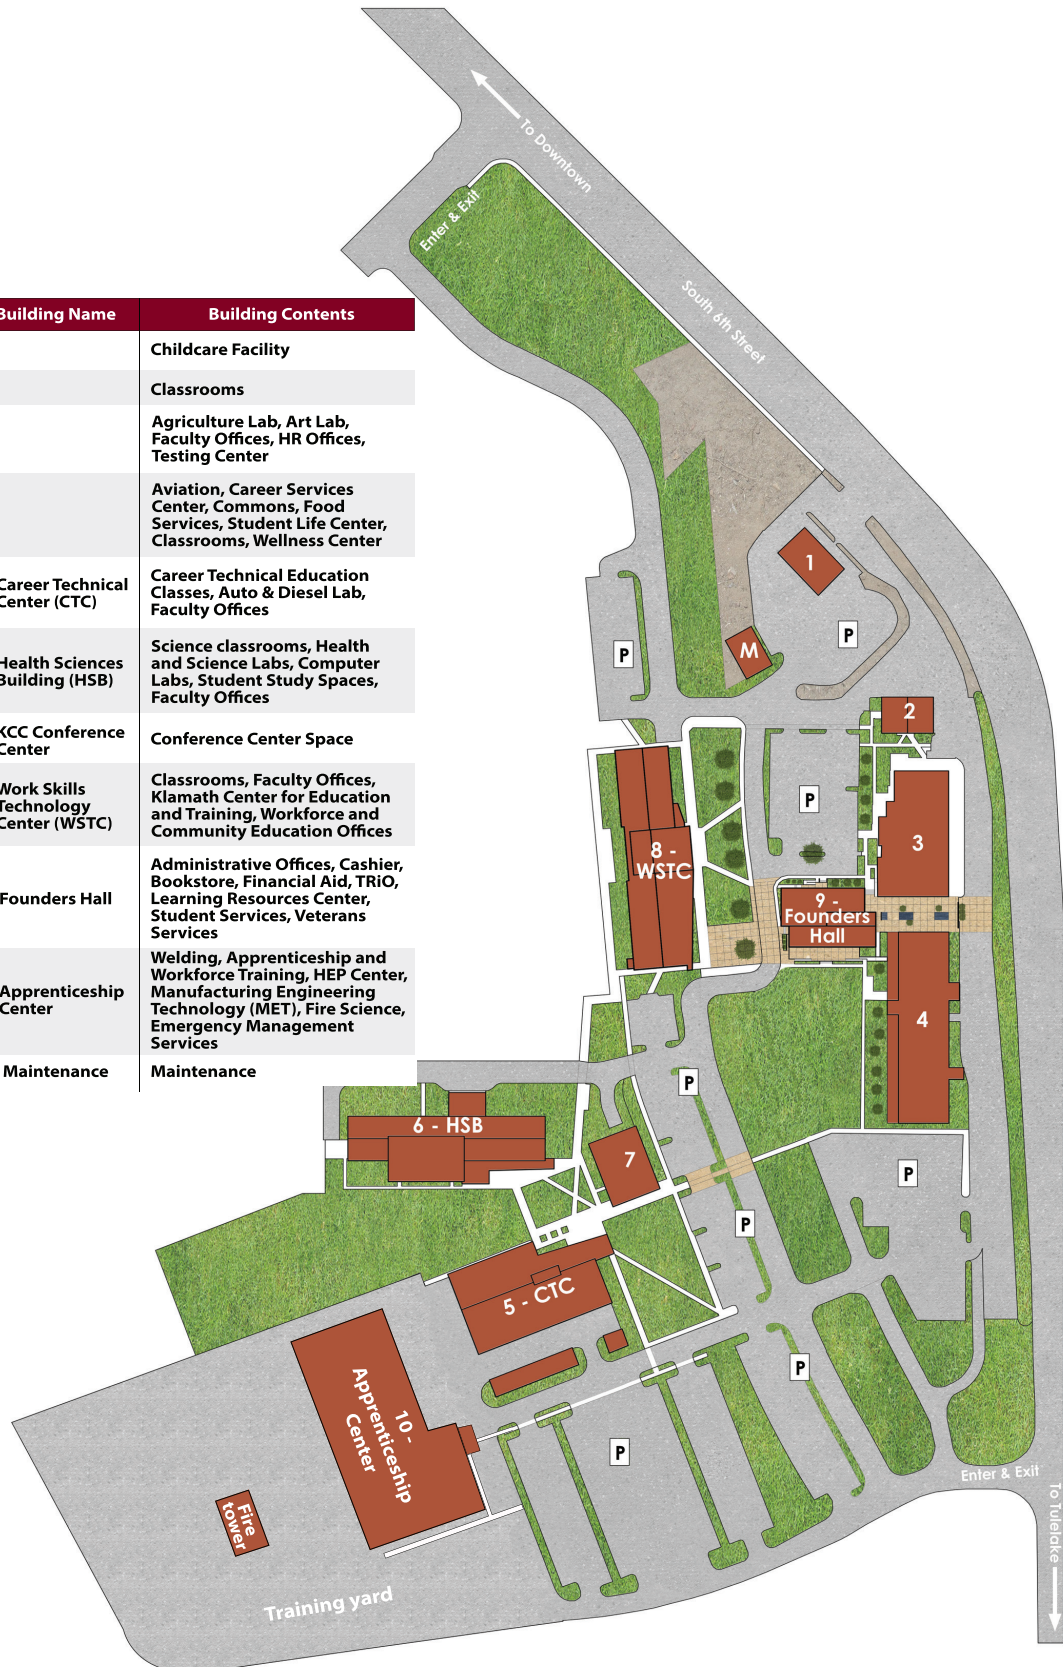 To Downtown
Enter & Exit
South 6th Street
Building Name
Building Contents
Childcare Facility
Classrooms
Agriculture Lab, Art Lab,
Faculty Offices, HR Offices,
Testing Center
Aviation, Career Services
Center, Commons, Food
Services, Student Life Center,
Classrooms, Wellness Center
Career Technical
Center (CTC)
Career Technical Education
Classes, Auto & Diesel Lab,
Faculty Offices
Health Sciences
Building (HSB)
Science classrooms, Health
and Science Labs, Computer
Labs, Student Study Spaces,
Faculty Offices
KCC Conference
Center
Conference Center Space
Work Skills
Technology
Center (WSTC)
Classrooms, Faculty Offices,
Klamath Center for Education
and Training, Workforce and
Community Education Offices
Founders Hall
Administrative Offices, Cashier,
Bookstore, Financial Aid, TRiO,
Learning Resources Center,
Student Services, Veterans
Services
Apprenticeship
Center
Welding, Apprenticeship and
Workforce Training, HEP Center,
Manufacturing Engineering
Technology (MET), Fire Science,
Emergency Management
Services
Maintenance
Maintenance
1
P
M
P
2
P
3
8 -
WSTC
9 -
Founders
Hall
4
P
6 - HSB
7
P
P
5 - CTC
P
10 -
Apprenticeship
Center
P
Enter & Exit
To Tulelake
Fire
tower
Training yard